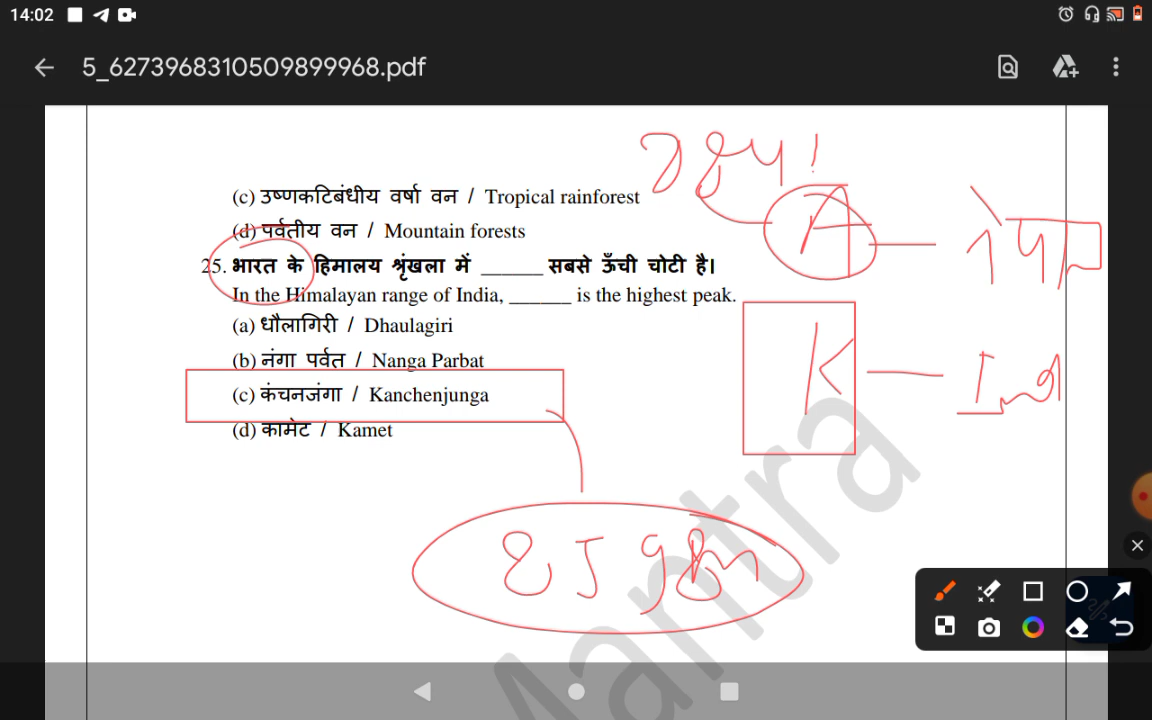 14:02
5_6273968310509899968.pdf
(c) उष्णकटिबंधीय वर्षा वन / Tropical rainforest
(d) पर्वतीय वन / Mountain forests
25. भारत के हिमालय श्रृंखला में ______ सबसे ऊँची चोटी है।
In the Himalayan range of India, ______ is the highest peak.
(a) धौलागिरी / Dhaulagiri
(b) नंगा पर्वत / Nanga Parbat
(c) कंचनजंगा / Kanchenjunga
(d) कामेट / Kamet
A
K
Mantra